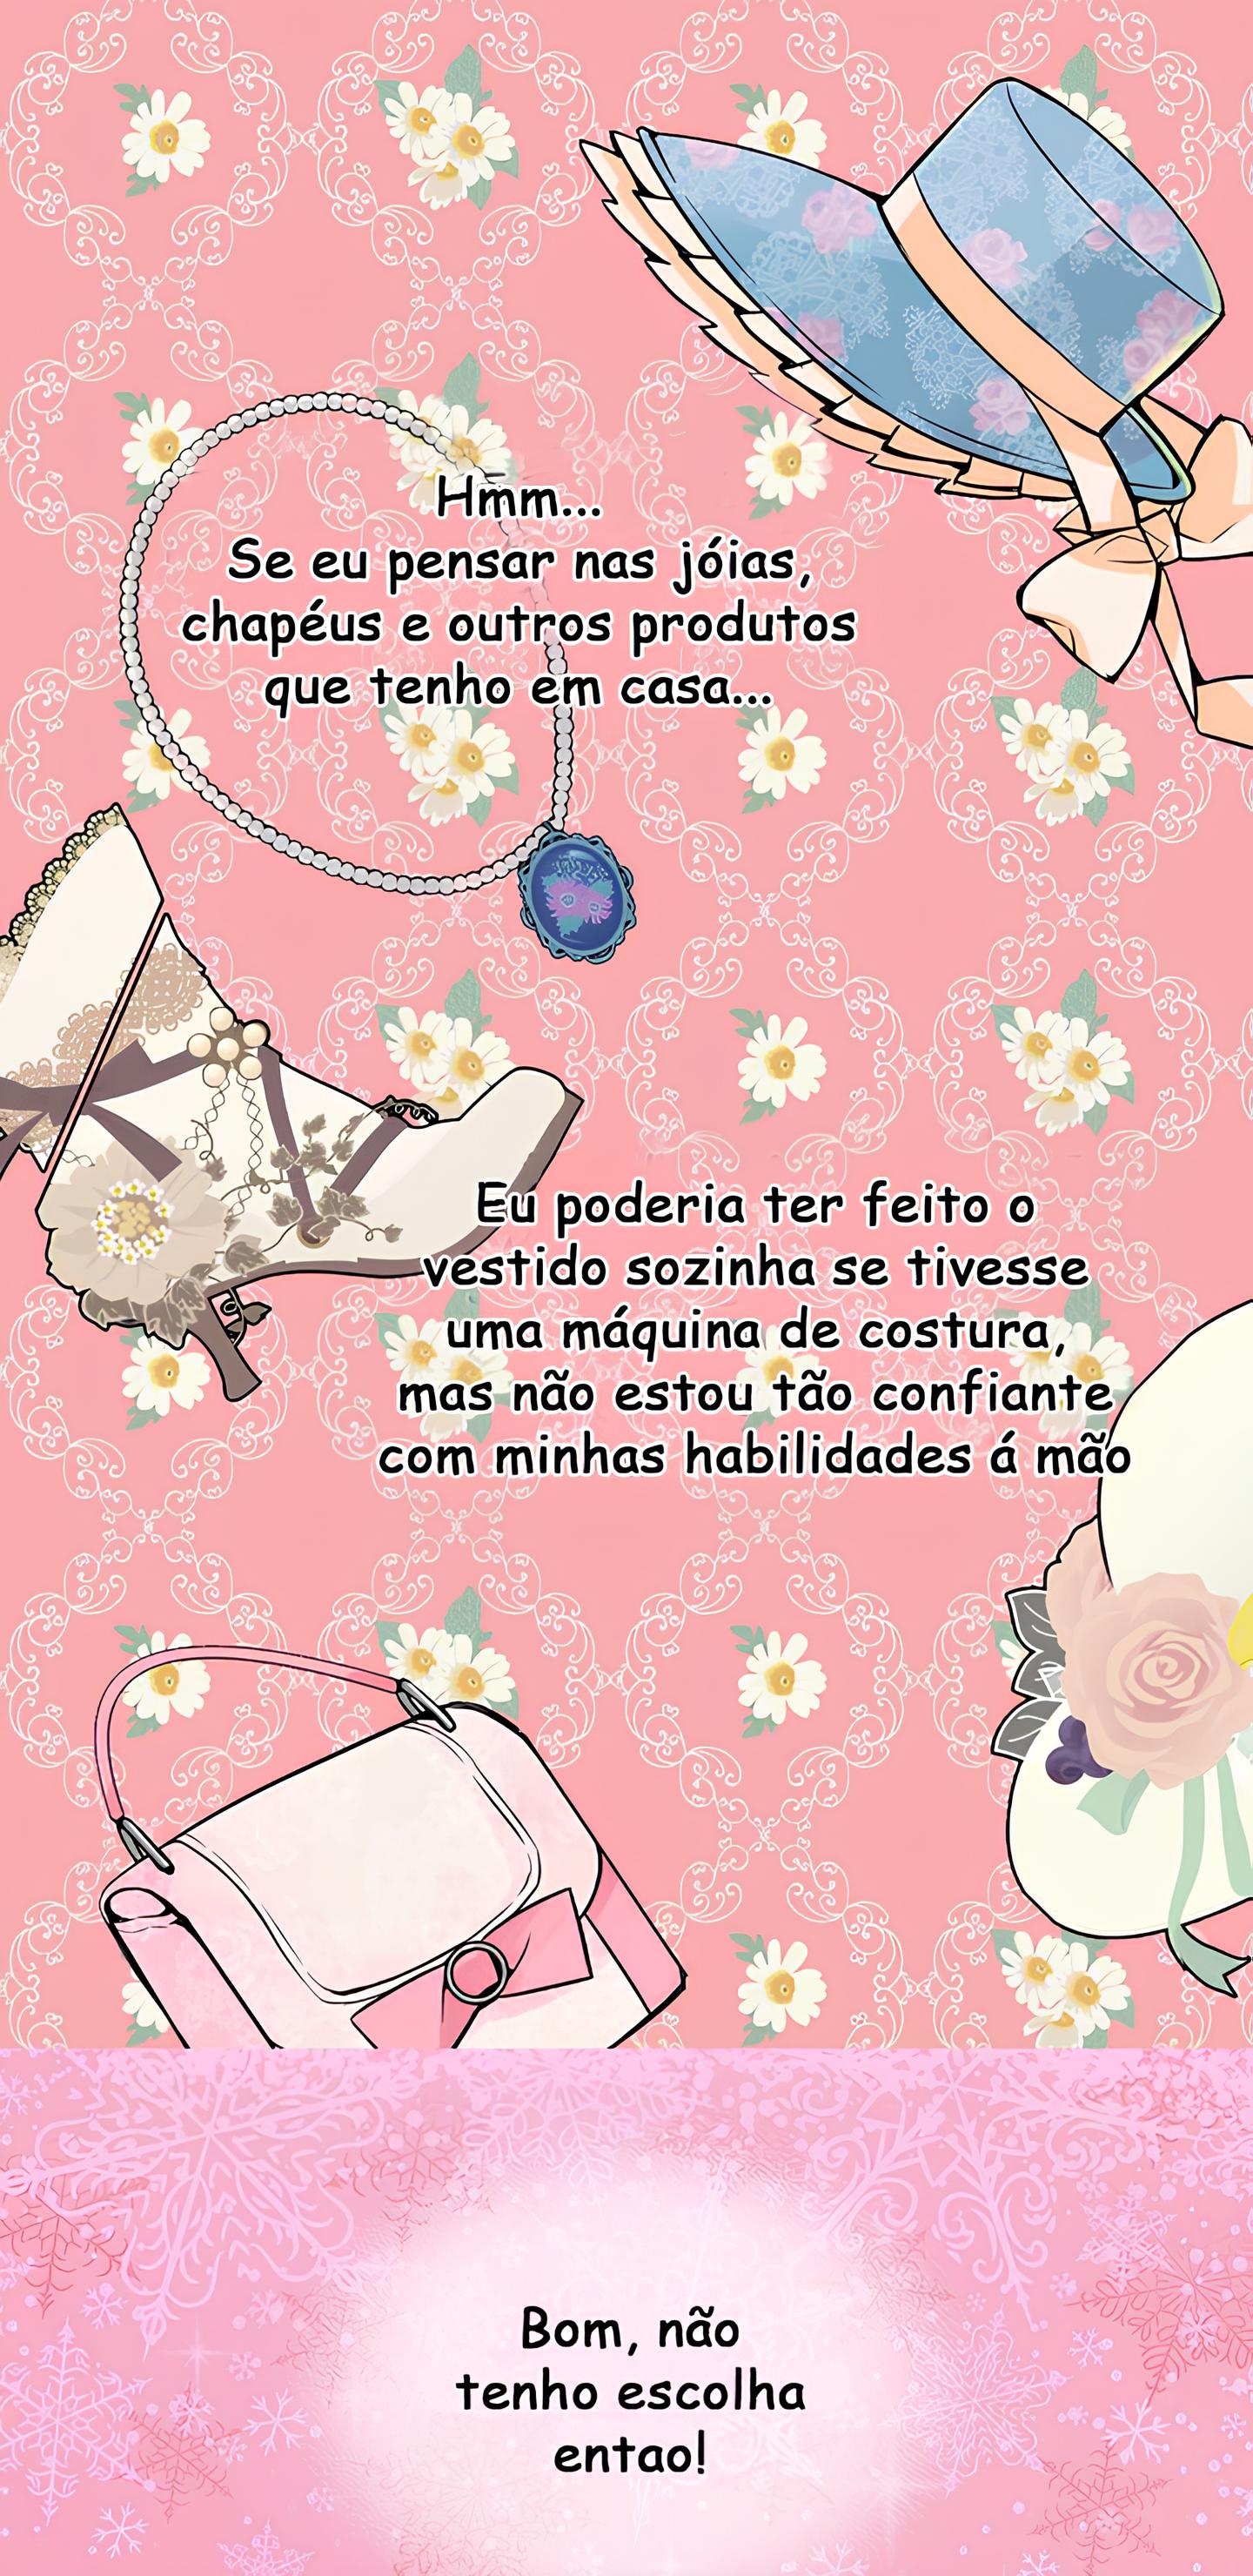 Hmm...
Se eu pensar nas jóias,
chapéus e outros produtos
que tenho em casa...
Eu poderia ter feito o
vestido sozinha se tivesse
uma máquina de costura,
mas não estou tão confiante
com minhas habilidades á mão
Bom, não
tenho escolha
entao!